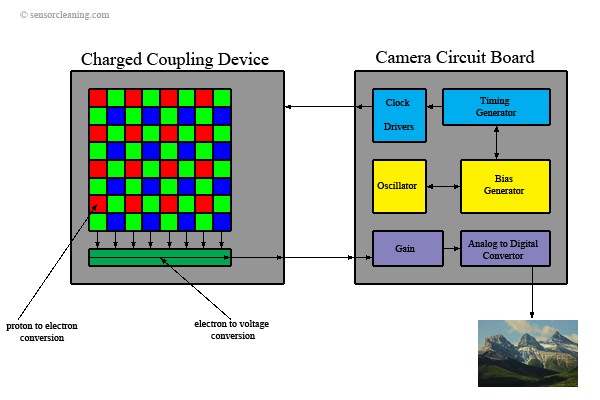 © sensorcleaning.com
Charged Coupling Device
Camera Circuit Board
Clock
Drivers
Timing
Generator
Oscillator
Bias
Generator
Gain
Analog to Digital
Convertor
proton to electron
conversion
electron to voltage
conversion